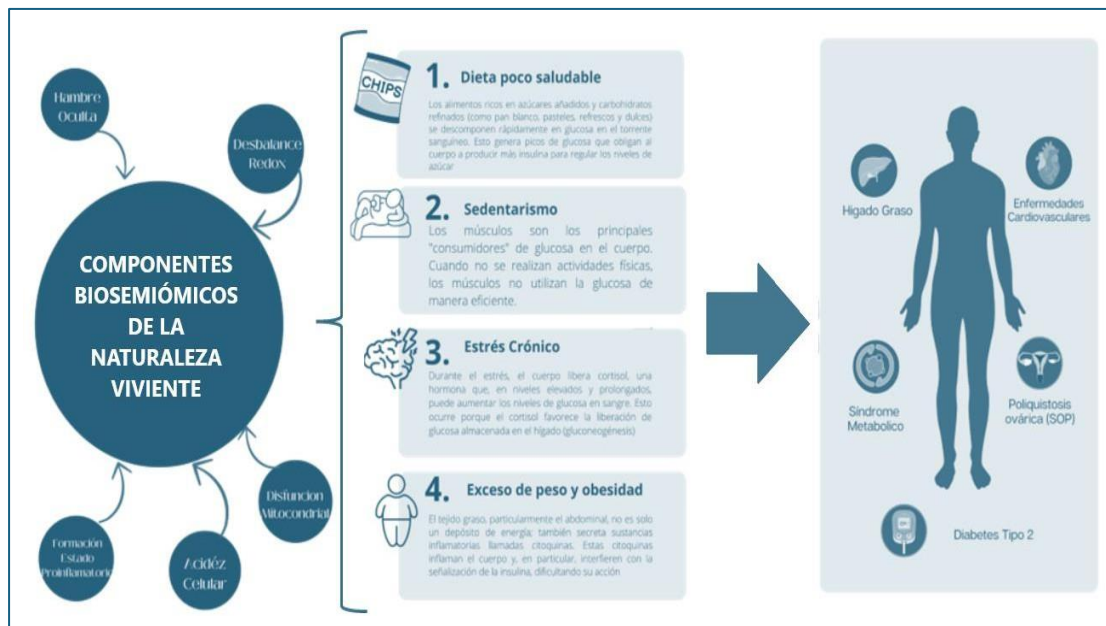 Hambre
Oculta
Desbalance
Redox
COMPONENTES
BIOSEMIÓMICOS
DE LA
NATURALEZA
VIVIENTE
Formación
Estado
Proinflamatorio
Acidéz
Celular
Disfuncion
Mitocondrial
CHIPS
1. Dieta poco saludable
Los alimentos ricos en azúcares añadidos y carbohidratos
refinados (como pan blanco, pasteles, refrescos y dulces)
se descomponen rápidamente en glucosa en el torrente
sanguíneo. Esto genera picos de glucosa que obligan al
cuerpo a producir más insulina para regular los niveles de
azúcar
2. Sedentarismo
Los músculos son los principales
"consumidores" de glucosa en el cuerpo.
Cuando no se realizan actividades físicas,
los músculos no utilizan la glucosa de
manera eficiente.
3. Estrés Crónico
Durante el estrés, el cuerpo libera cortisol, una
hormona que, en niveles elevados y prolongados,
puede aumentar los niveles de glucosa en sangre. Esto
ocurre porque el cortisol favorece la liberación de
glucosa almacenada en el hígado (gluconeogénesis)
4. Exceso de peso y obesidad
El tejido graso, particularmente el abdominal, no es solo
un depósito de energía; también secreta sustancias
inflamatorias llamadas citoquinas. Estas citoquinas
inflaman el cuerpo y, en particular, interfieren con la
señalización de la insulina, dificultando su acción
Higado Graso
Enfermedades
Cardiovasculares
Síndrome
Metabolico
Poliquistosis
ovárica (SOP)
Diabetes Tipo 2